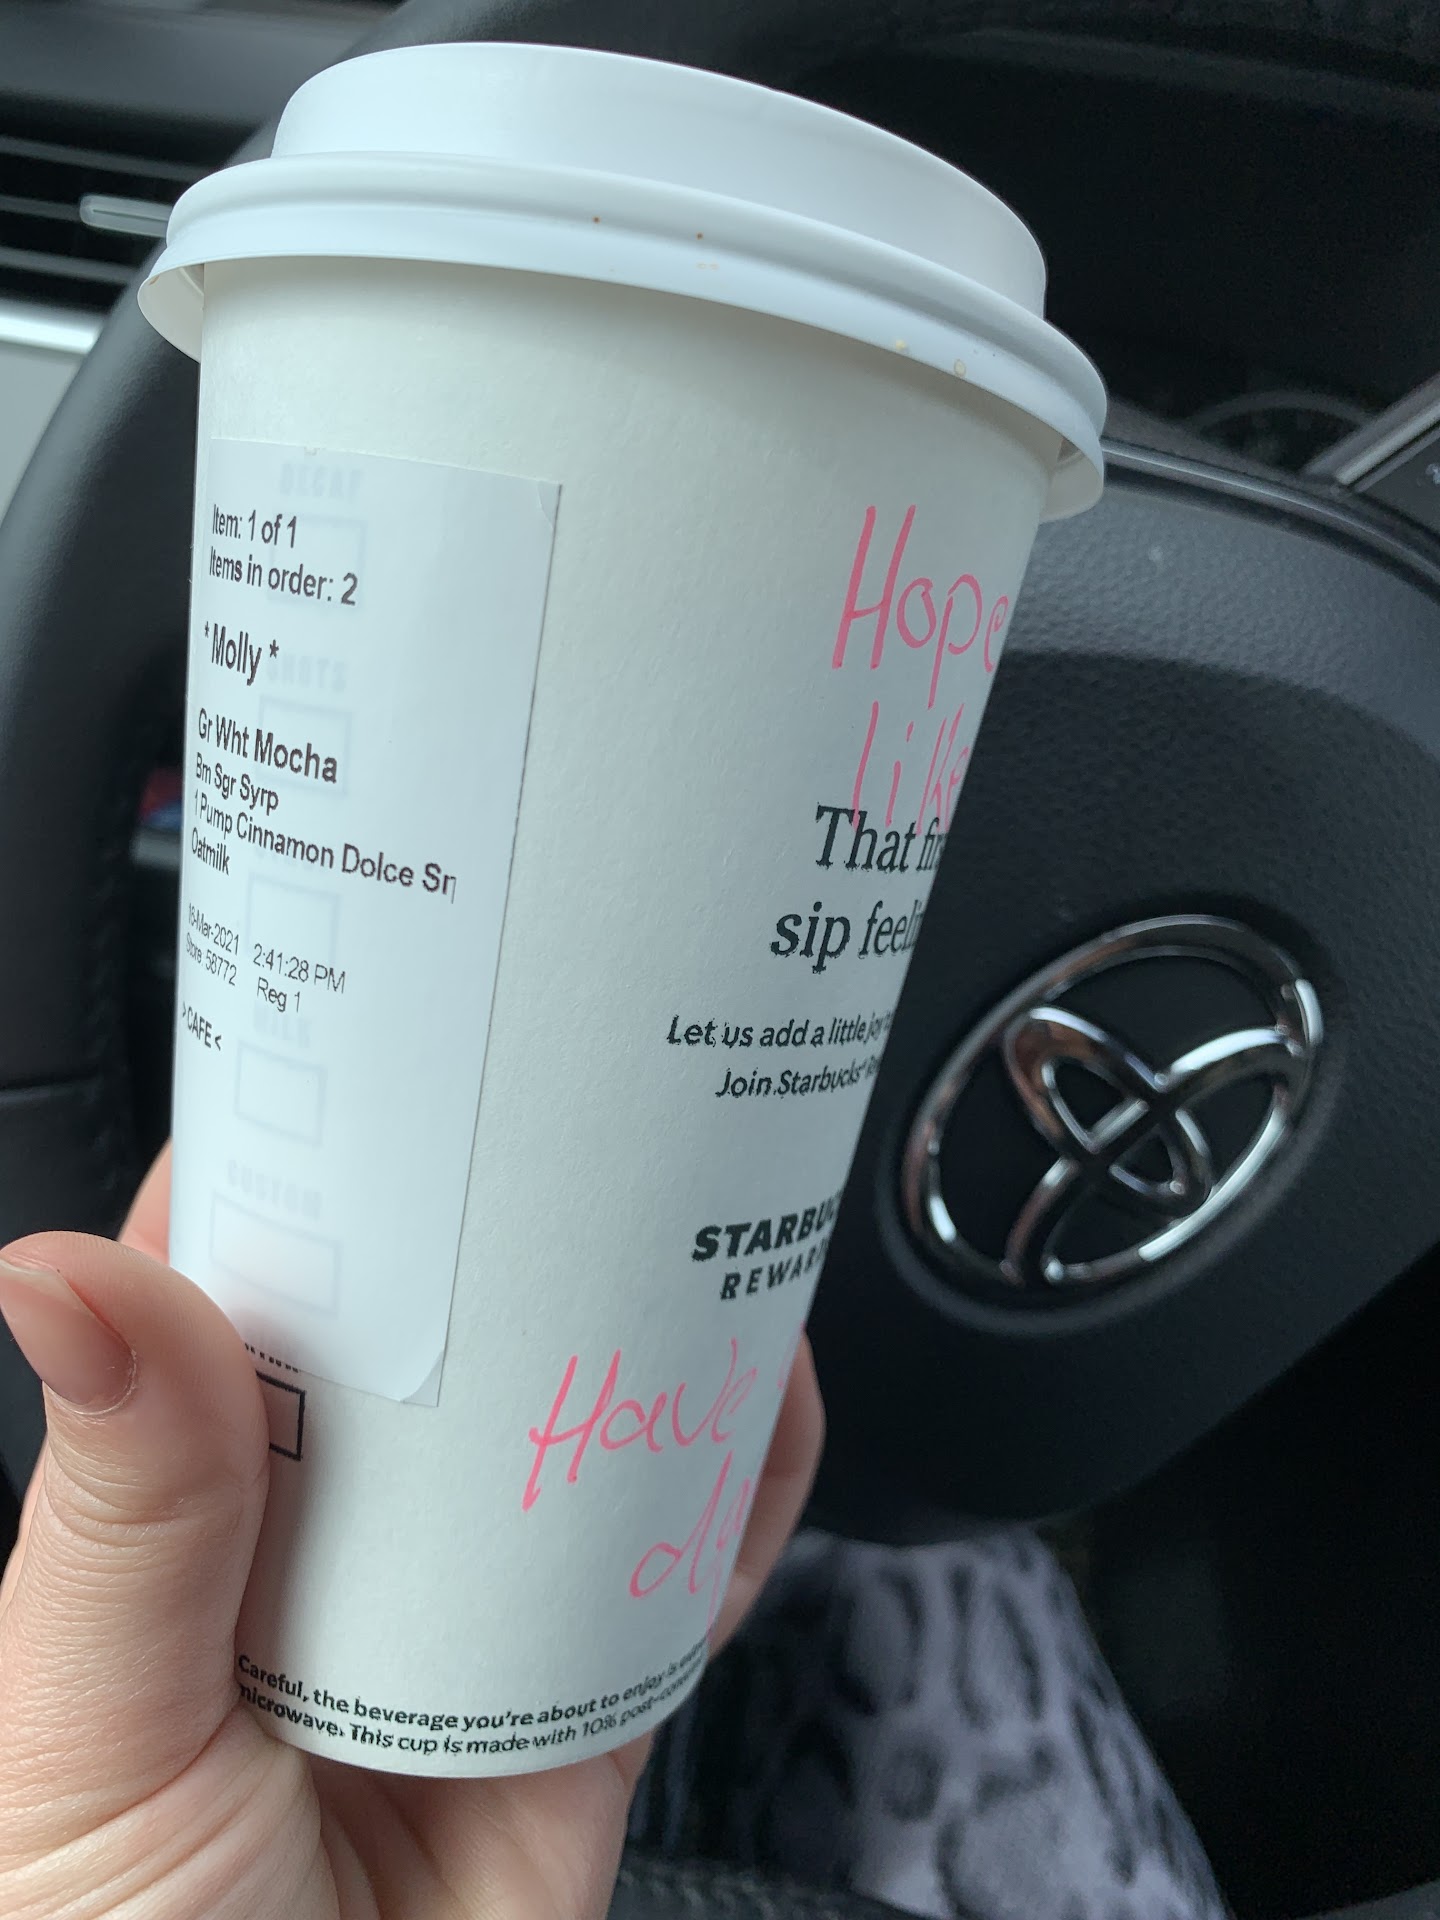 Item: 1 of 1
Items in order: 2
*Molly*
Gr Wht Mocha
Brn Sgr Syrp
1 Pump Cinnamon Dolce Sr
Oatmilk
16-Mar-2021 2:41:28 PM
Store 58772 Reg 1
>CAFE<
Hope
like
That
sip
Let us add a little joy
Join Starbucks®
STARBU
REWAR
Have
Careful, the beverage you're about to enjoy is
microwave. This cup is made with 10% post-